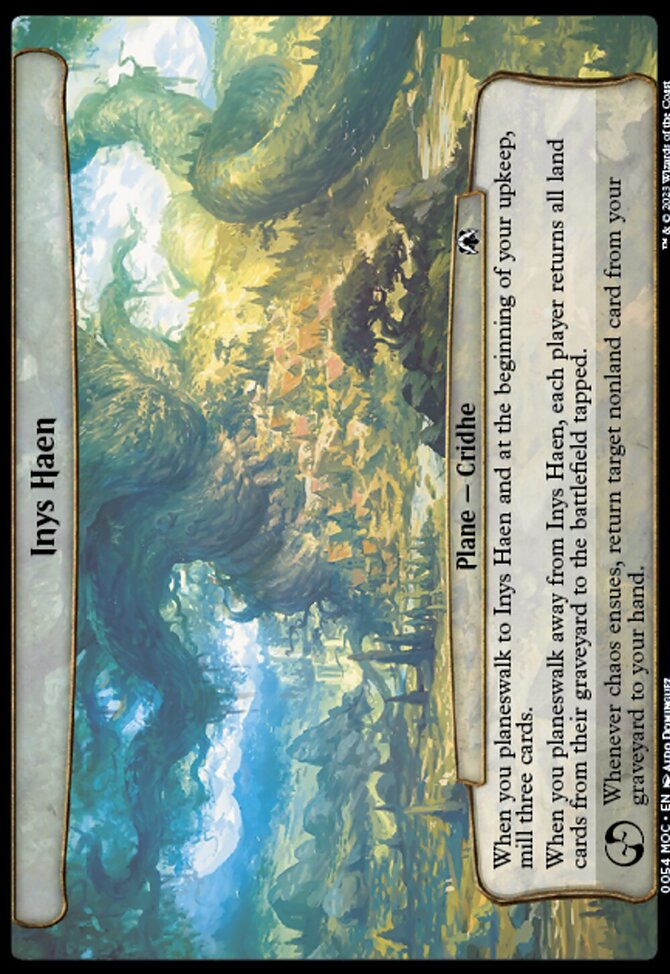 Inys Haen
Plane — Cridhe
When you planeswalk to Inys Haen and at the beginning of your upkeep,
mill three cards.
When you planeswalk away from Inys Haen, each player returns all land
cards from their graveyard to the battlefield tapped.
Whenever chaos ensues, return target nonland card from your
graveyard to your hand.
0054 MOC • EN Aldo Domínguez
™ & © 2023 Wizards of the Coast